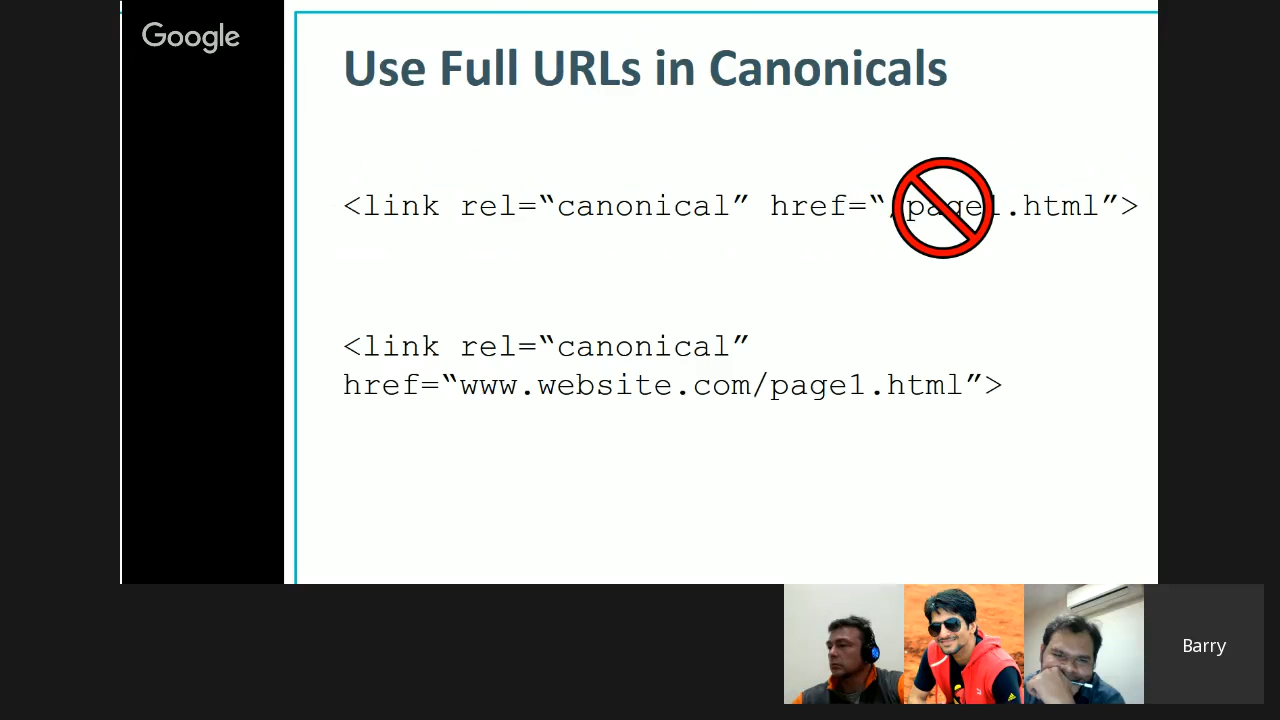 Google
Use Full URLs in Canonicals
<link rel=“canonical” href=“/page1.html”>
<link rel=“canonical”
href=“www.website.com/page1.html”>
Barry